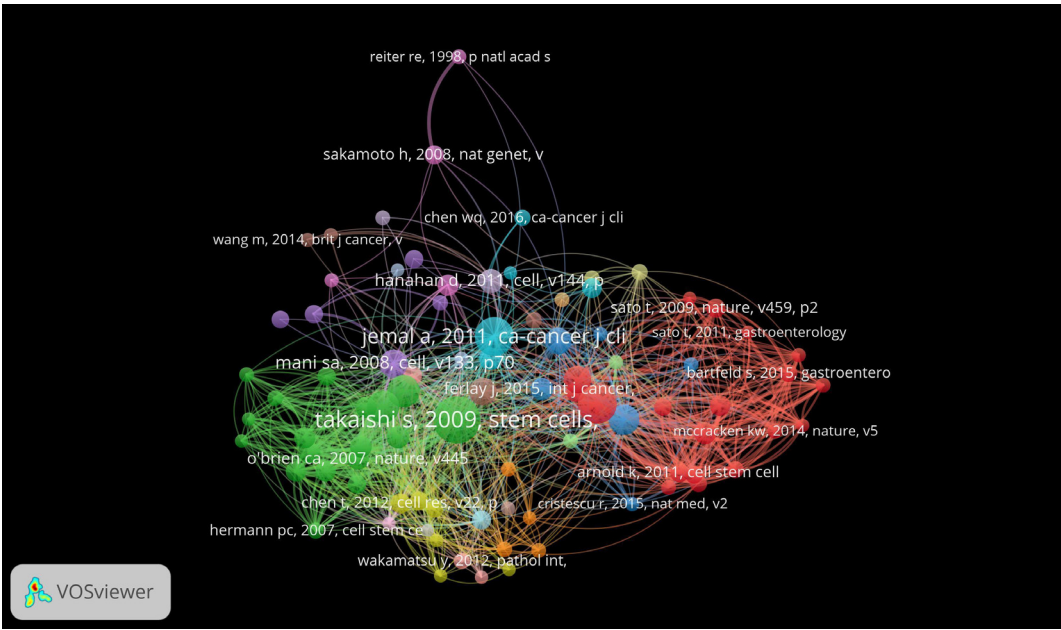 reiter re, 1998, p natl acad s
sakamoto h, 2008, nat genet, v
chen wq, 2016, ca-cancer j cli
wang m, 2014, brit j cancer, v
hanahan d, 2011, cell, v144, p
sato t, 2009, nature, v459, p2
sato t, 2011, gastroenterology
jemal a, 2011, ca-cancer j cli
mani sa, 2008, cell, v133, p70
bartfeld s, 2015, gastroentero
ferlay j, 2015, int j cancer,
takaishi s, 2009, stem cells,
mccracken kw, 2014, nature, v5
o'brien ca, 2007, nature, v445
arnold k, 2011, cell stem cell
chen t, 2012, cell res, v22, p
cristescu r, 2015, nat med, v2
hermann pc, 2007, cell stem ce
wakamatsu y, 2012, pathol int,
VOSviewer